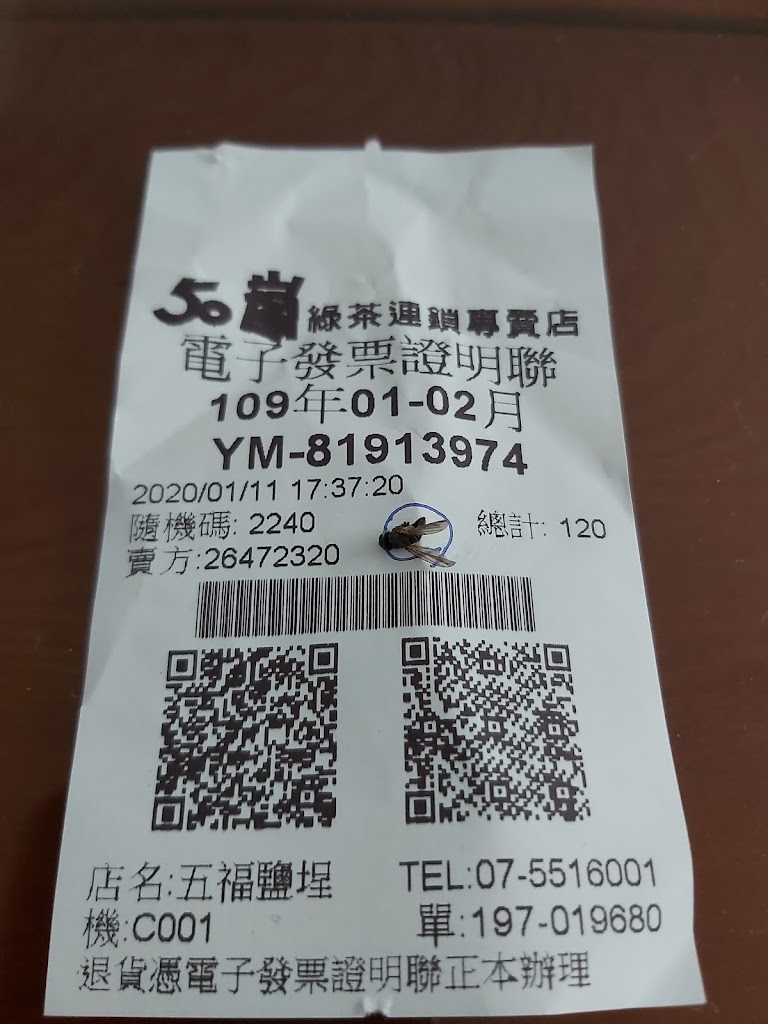 50嵐 綠茶連鎖專賣店
電子發票證明聯
109年01-02月
YM-81913974
2020/01/11 17:37:20
隨機碼: 2240 總計: 120
賣方:26472320
店名:五福鹽埕 TEL:07-5516001
機:C001 單:197-019680
退貨憑電子發票證明聯正本辦理